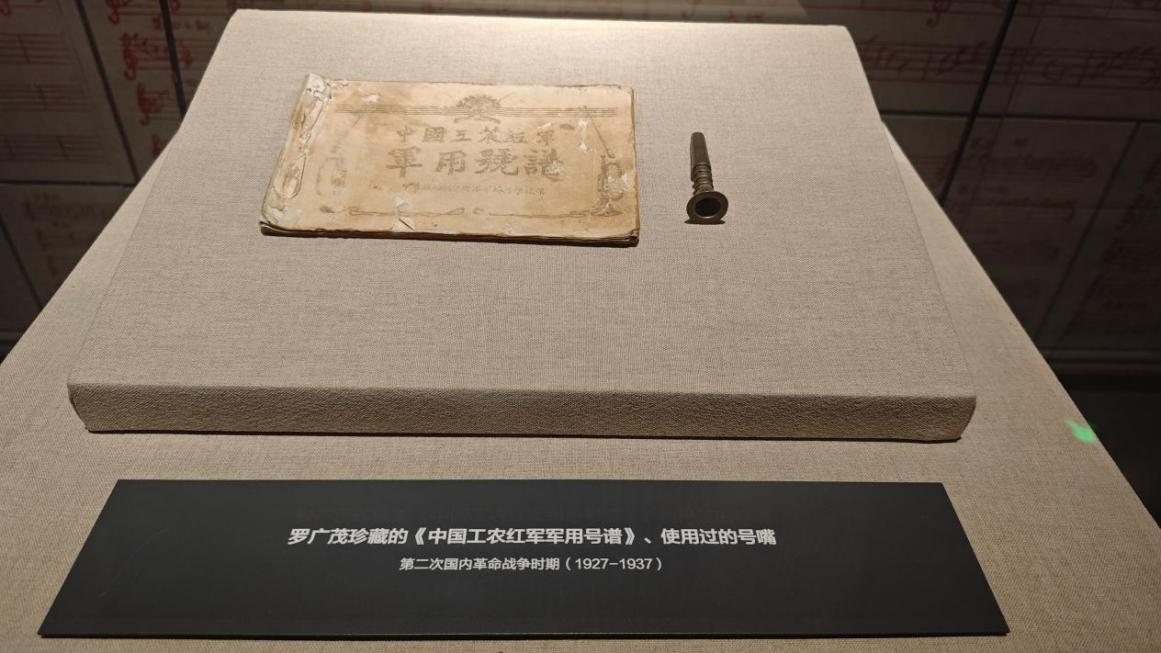 中國工农紅軍
軍用號譜
罗广茂珍藏的《中国工农红军军用号谱》、使用过的号嘴
第二次国内革命战争时期（1927-1937）